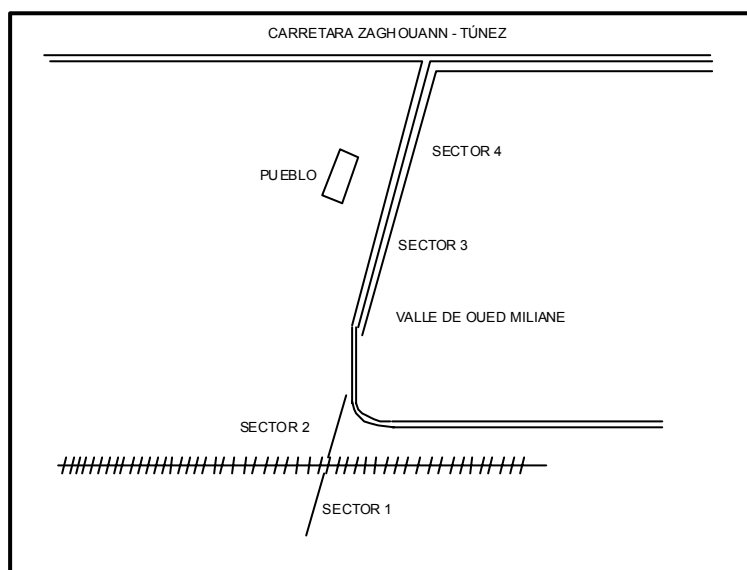 CARRETARA ZAGHOUANN - TÚNEZ
SECTOR 4
PUEBLO
SECTOR 3
VALLE DE OUED MILIANE
SECTOR 2
SECTOR 1